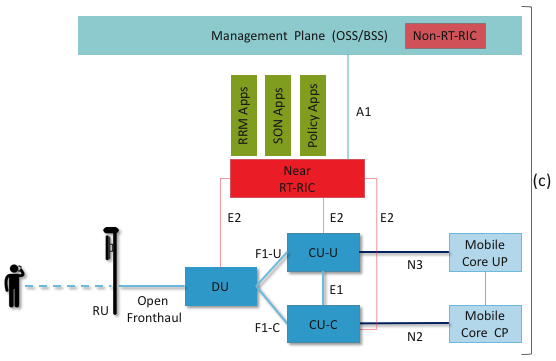 Management Plane (OSS/BSS)
Non-RT-RIC
RRM Apps
SON Apps
Policy Apps
A1
(c)
Near
RT-RIC
E2
E2
E2
F1-U
CU-U
N3
Mobile
Core UP
DU
E1
RU
Open
Fronthaul
F1-C
CU-C
N2
Mobile
Core CP